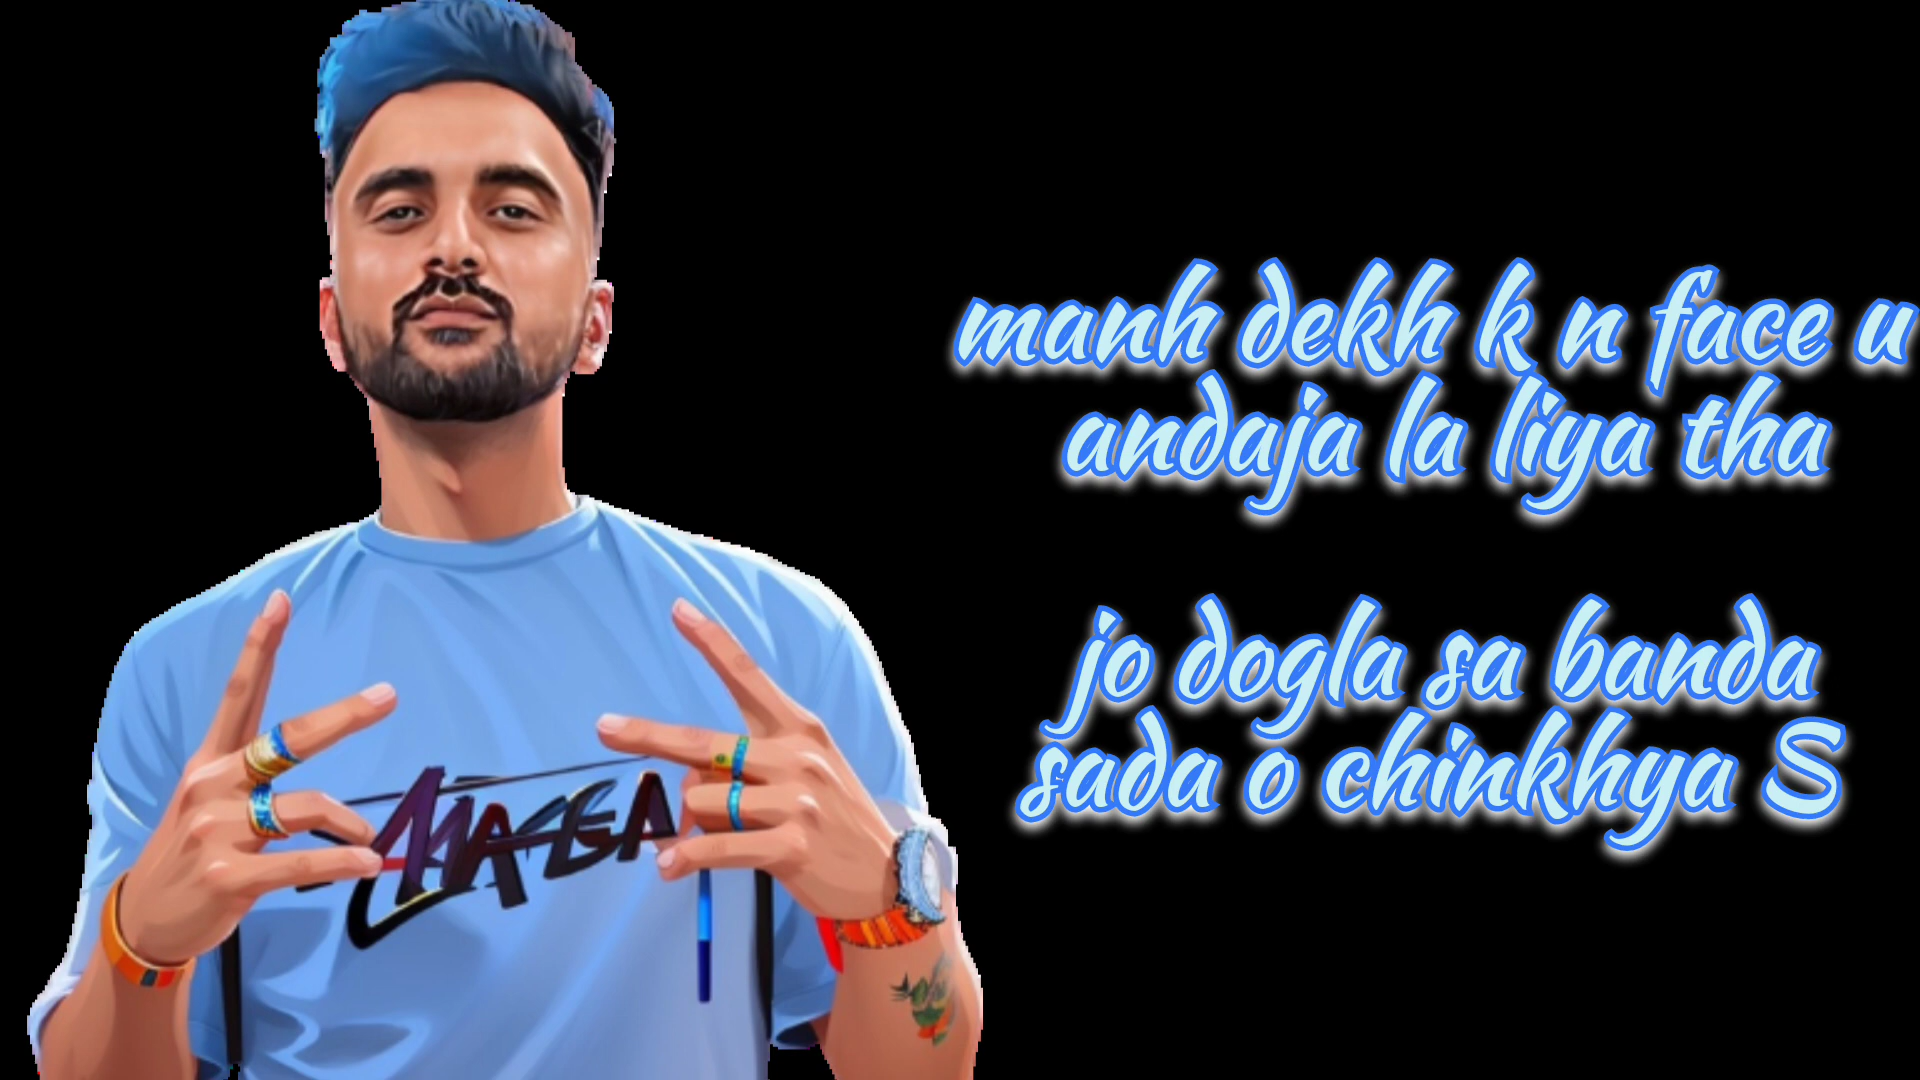 manh dekh k n face u
andaja la liya tha
jo dogla sa banda
sada o chinkhya S